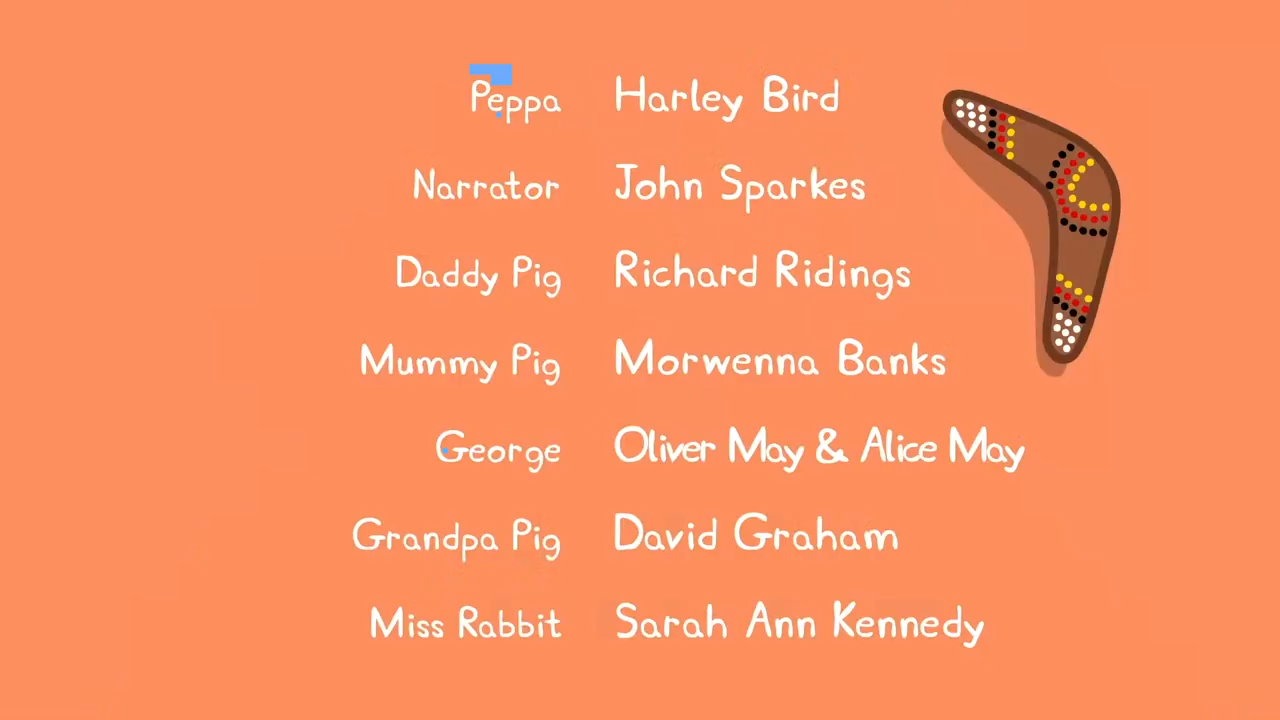 Peppa Harley Bird
Narrator John Sparkes
Daddy Pig Richard Ridings
Mummy Pig Morwenna Banks
George Oliver May & Alice May
Grandpa Pig David Graham
Miss Rabbit Sarah Ann Kennedy